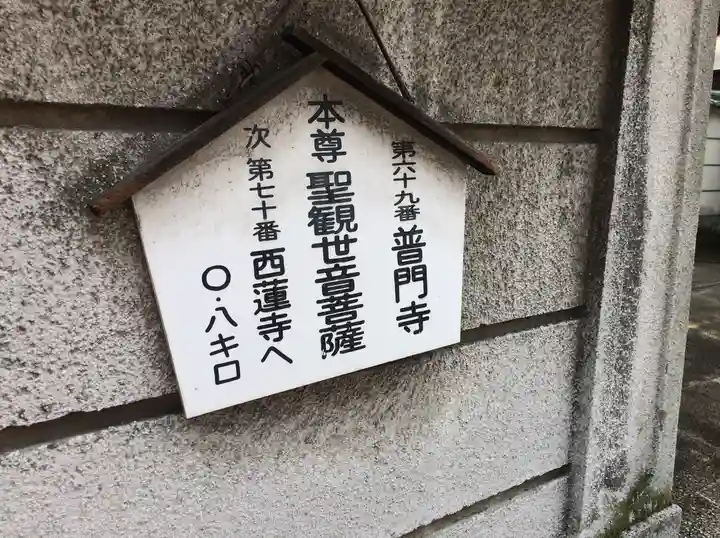 第六十九番 普門寺
本尊 聖観世音菩薩
次 第七十番 西蓮寺へ
〇・八キロ